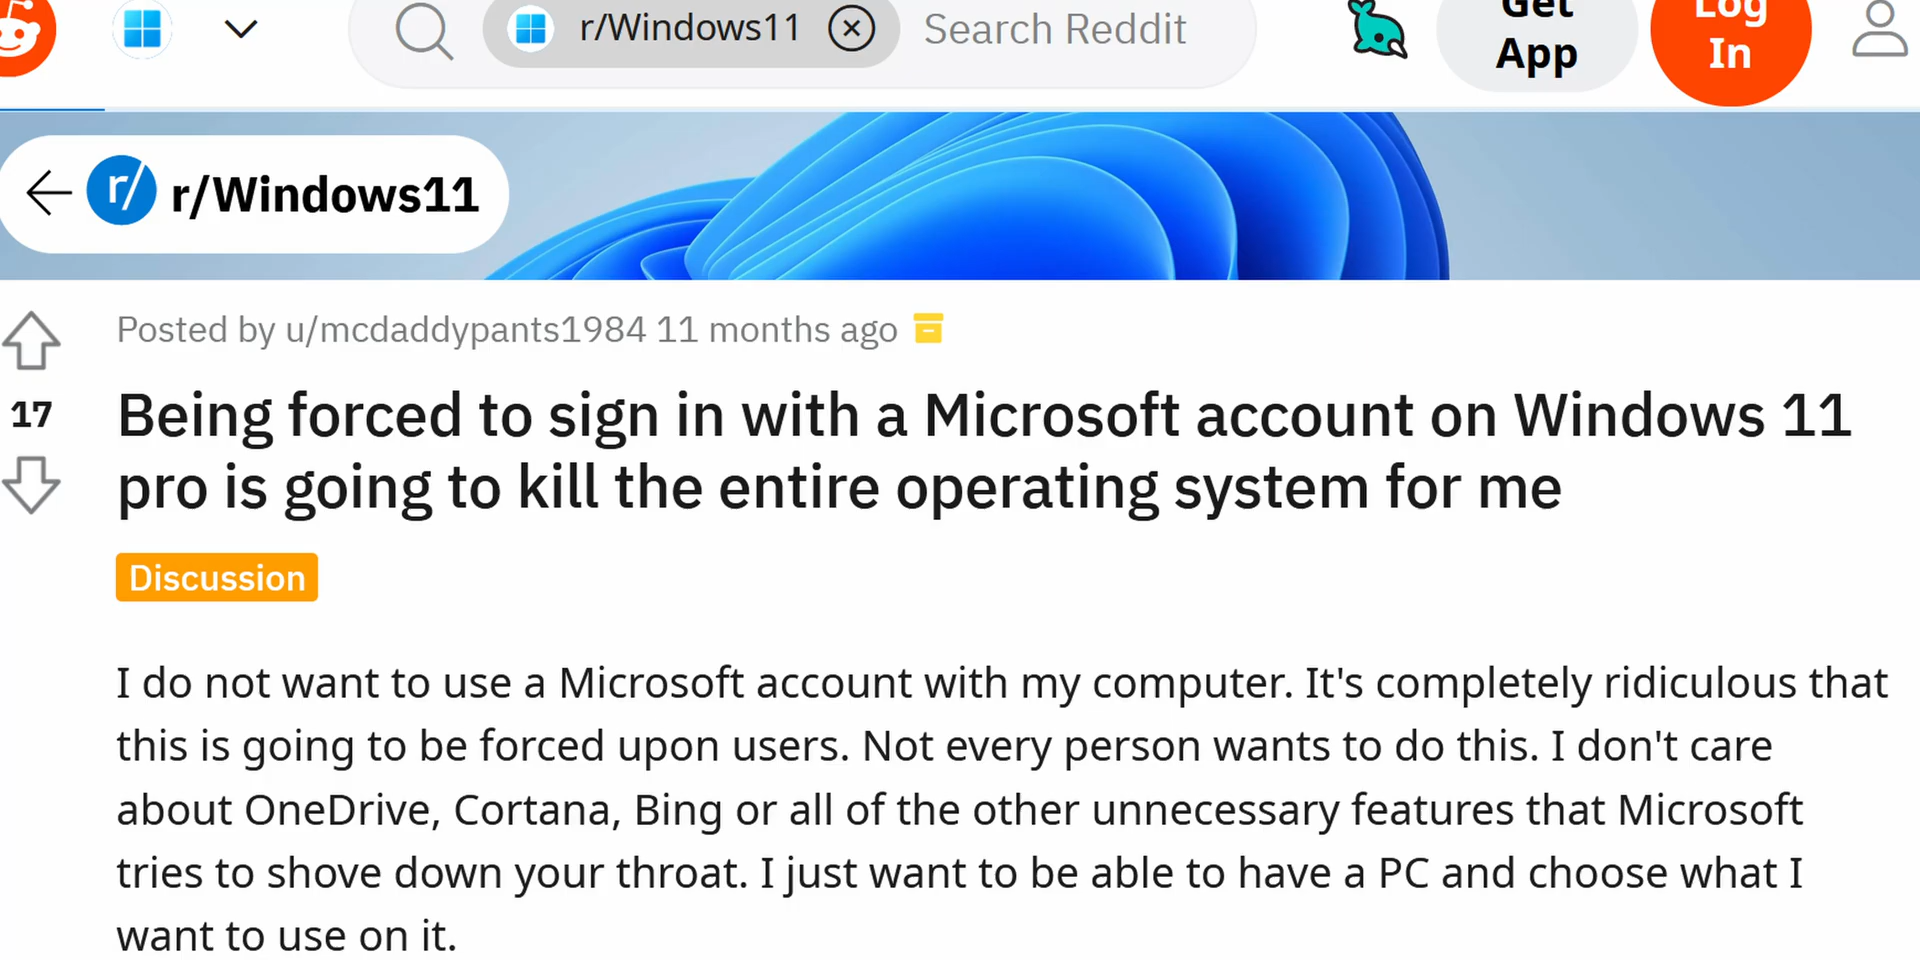 r/Windows11
Search Reddit
Get
App
Log
In
r/ r/Windows11
Posted by u/mcdaddypants1984 11 months ago
17
Being forced to sign in with a Microsoft account on Windows 11
pro is going to kill the entire operating system for me
Discussion
I do not want to use a Microsoft account with my computer. It's completely ridiculous that
this is going to be forced upon users. Not every person wants to do this. I don't care
about OneDrive, Cortana, Bing or all of the other unnecessary features that Microsoft
tries to shove down your throat. I just want to be able to have a PC and choose what I
want to use on it.